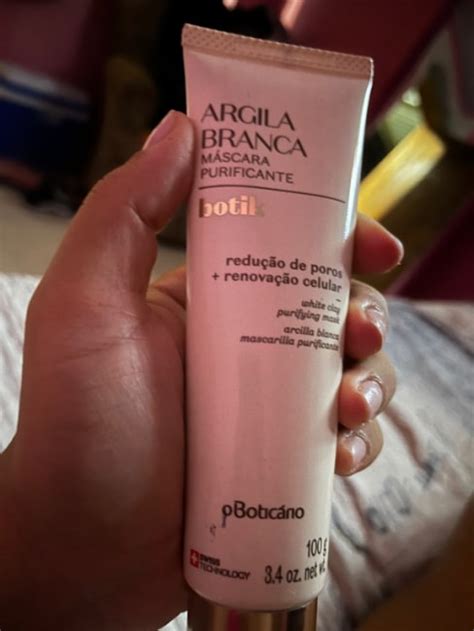 ARGILA
BRANCA
MÁSCARA
PURIFICANTE
botik
redução de poros
+ renovação celular
white clay
purifying mask
arcilla blanca
mascarilla purificante
oBoticário
SWISS
TECHNOLOGY
100 g
3.4 oz. net wt.